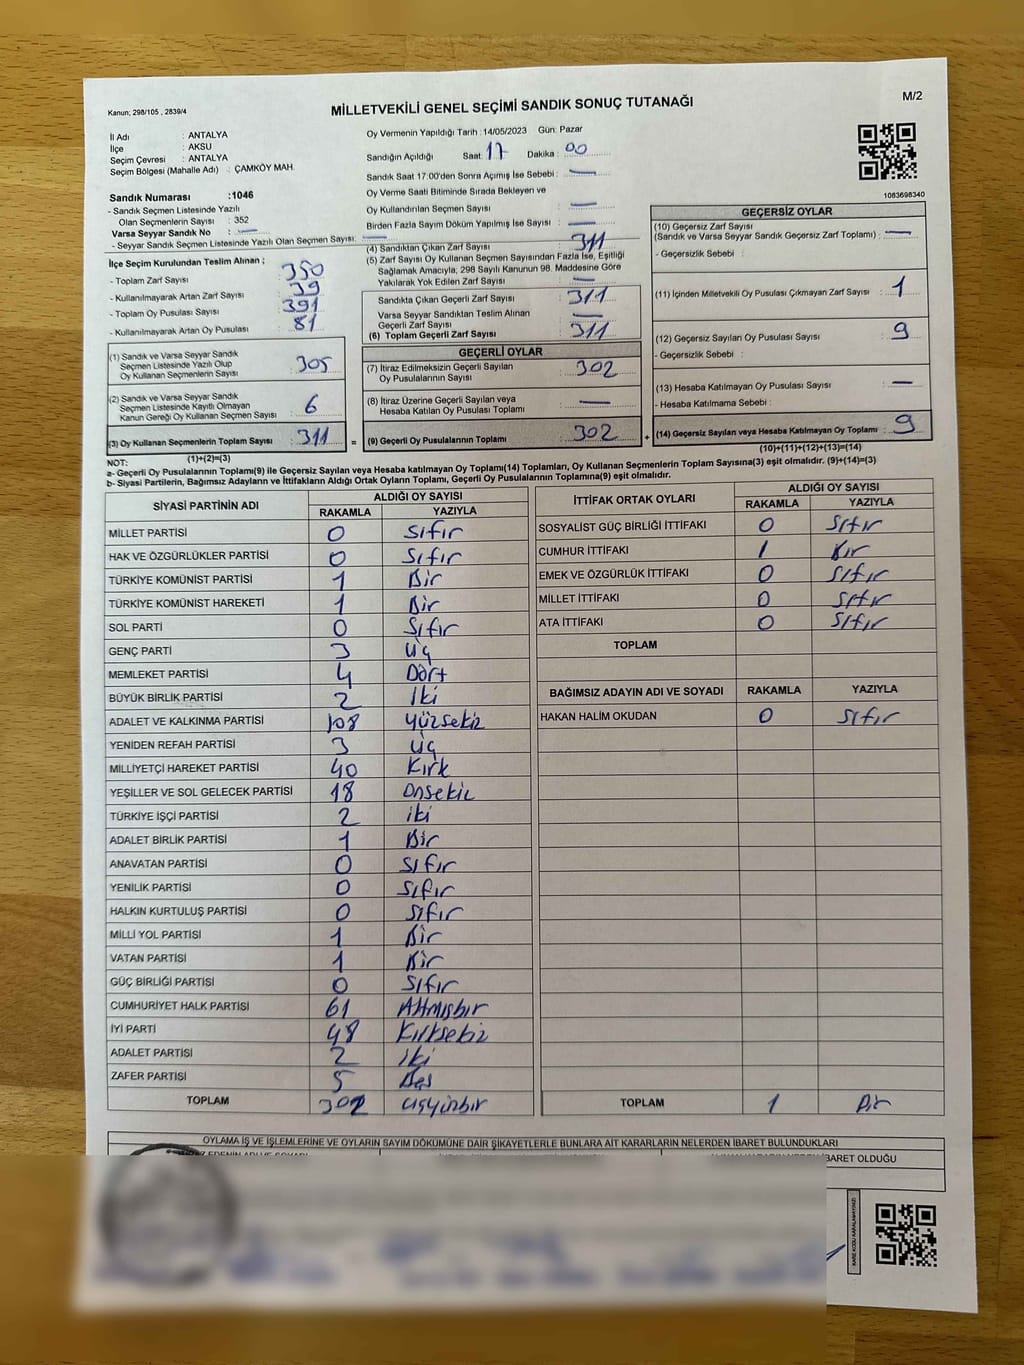 Kanun; 298/105 , 2839/4
MİLLETVEKİLİ GENEL SEÇİMİ SANDIK SONUÇ TUTANAĞI
M/2
İl Adı : ANTALYA
İlçe : AKSU
Seçim Çevresi : ANTALYA
Seçim Bölgesi (Mahalle Adı) : ÇAMKÖY MAH.
Oy Vermenin Yapıldığı Tarih : 14/05/2023 Gün: Pazar
Sandığın Açıldığı Saat: 17 Dakika : 00
Sandık Saat 17:00'den Sonra Açımış İse Sebebi : —
Oy Verme Saati Bitiminde Sırada Bekleyen ve
Oy Kullandırılan Seçmen Sayısı : —
Birden Fazla Sayım Döküm Yapılmış İse Sayısı : —
1083698340
Sandık Numarası :1046
- Sandık Seçmen Listesinde Yazılı
Olan Seçmenlerin Sayısı : 352
Varsa Seyyar Sandık No : —
- Seyyar Sandık Seçmen Listesinde Yazılı Olan Seçmen Sayısı: —
İlçe Seçim Kurulundan Teslim Alınan ;
- Toplam Zarf Sayısı : 350
- Kullanılmayarak Artan Zarf Sayısı : 39
- Toplam Oy Pusulası Sayısı : 391
- Kullanılmayarak Artan Oy Pusulası : 81
(1) Sandık ve Varsa Seyyar Sandık
Seçmen Listesinde Yazılı Olup
Oy Kullanan Seçmenlerin Sayısı : 305
(2) Sandık ve Varsa Seyyar Sandık
Seçmen Listesinde Kayıtlı Olmayan
Kanun Gereği Oy Kullanan Seçmen Sayısı : 6
(3) Oy Kullanan Seçmenlerin Toplam Sayısı : 311 =
(1)+(2)=(3)
(4) Sandıktan Çıkan Zarf Sayısı : 311
(5) Zarf Sayısı Oy Kullanan Seçmen Sayısından Fazla İse, Eşitliği
Sağlamak Amacıyla; 298 Sayılı Kanunun 98. Maddesine Göre
Yakılarak Yok Edilen Zarf Sayısı : —
Sandıkta Çıkan Geçerli Zarf Sayısı : 311
Varsa Seyyar Sandıktan Teslim Alınan
Geçerli Zarf Sayısı : —
(6) Toplam Geçerli Zarf Sayısı : 311
GEÇERLİ OYLAR
(7) İtiraz Edilmeksizin Geçerli Sayılan
Oy Pusulalarının Sayısı : 302
(8) İtiraz Üzerine Geçerli Sayılan veya
Hesaba Katılan Oy Pusulası Toplamı : —
(9) Geçerli Oy Pusulalarının Toplamı : 302 +
GEÇERSİZ OYLAR
(10) Geçersiz Zarf Sayısı
(Sandık ve Varsa Seyyar Sandık Geçersiz Zarf Toplamı) : —
- Geçersizlik Sebebi :
(11) İçinden Milletvekili Oy Pusulası Çıkmayan Zarf Sayısı : 1
(12) Geçersiz Sayılan Oy Pusulası Sayısı : 9
- Geçersizlik Sebebi :
(13) Hesaba Katılmayan Oy Pusulası Sayısı : —
- Hesaba Katılmama Sebebi :
(14) Geçersiz Sayılan veya Hesaba Katılmayan Oy Toplamı : 9
(10)+(11)+(12)+(13)=(14)
NOT:
a- Geçerli Oy Pusulalarının Toplamı(9) ile Geçersiz Sayılan veya Hesaba katılmayan Oy Toplamı(14) Toplamları, Oy Kullanan Seçmenlerin Toplam Sayısına(3) eşit olmalıdır. (9)+(14)=(3)
b- Siyasi Partilerin, Bağımsız Adayların ve İttifakların Aldığı Ortak Oyların Toplamı, Geçerli Oy Pusulalarının Toplamına(9) eşit olmalıdır.
SİYASİ PARTİNİN ADI ALDIĞI OY SAYISI
RAKAMLA YAZIYLA
MİLLET PARTİSİ 0 Sıfır
HAK VE ÖZGÜRLÜKLER PARTİSİ 0 Sıfır
TÜRKİYE KOMÜNİST PARTİSİ 1 Bir
TÜRKİYE KOMÜNİST HAREKETİ 1 Bir
SOL PARTİ 0 Sıfır
GENÇ PARTİ 3 Üç
MEMLEKET PARTİSİ 4 Dört
BÜYÜK BİRLİK PARTİSİ 2 İki
ADALET VE KALKINMA PARTİSİ 108 Yüzsekiz
YENİDEN REFAH PARTİSİ 3 Üç
MİLLİYETÇİ HAREKET PARTİSİ 40 Kırk
YEŞİLLER VE SOL GELECEK PARTİSİ 18 Onsekiz
TÜRKİYE İŞÇİ PARTİSİ 2 iki
ADALET BİRLİK PARTİSİ 1 Bir
ANAVATAN PARTİSİ 0 Sıfır
YENİLİK PARTİSİ 0 Sıfır
HALKIN KURTULUŞ PARTİSİ 0 Sıfır
MİLLİ YOL PARTİSİ 1 Bir
VATAN PARTİSİ 1 Bir
GÜÇ BİRLİĞİ PARTİSİ 0 Sıfır
CUMHURİYET HALK PARTİSİ 61 Altmışbir
İYİ PARTİ 48 Kırksekiz
ADALET PARTİSİ 2 İki
ZAFER PARTİSİ 5 Beş
TOPLAM
İTTİFAK ORTAK OYLARI ALDIĞI OY SAYISI
RAKAMLA YAZIYLA
SOSYALİST GÜÇ BİRLİĞİ İTTİFAKI 0 Sıfır
CUMHUR İTTİFAKI 1 Bir
EMEK VE ÖZGÜRLÜK İTTİFAKI 0 Sıfır
MİLLET İTTİFAKI 0 Sıfır
ATA İTTİFAKI 0 Sıfır
TOPLAM
BAĞIMSIZ ADAYIN ADI VE SOYADI RAKAMLA YAZIYLA
HAKAN HALİM OKUDAN 0 Sıfır
TOPLAM 1 Bir
OYLAMA İŞ VE İŞLEMLERİNE VE OYLARIN SAYIM DÖKÜMÜNE DAİR ŞİKAYETLERLE BUNLARA AİT KARARLARIN NELERDEN İBARET BULUNDUKLARI
İBARET OLDUĞU